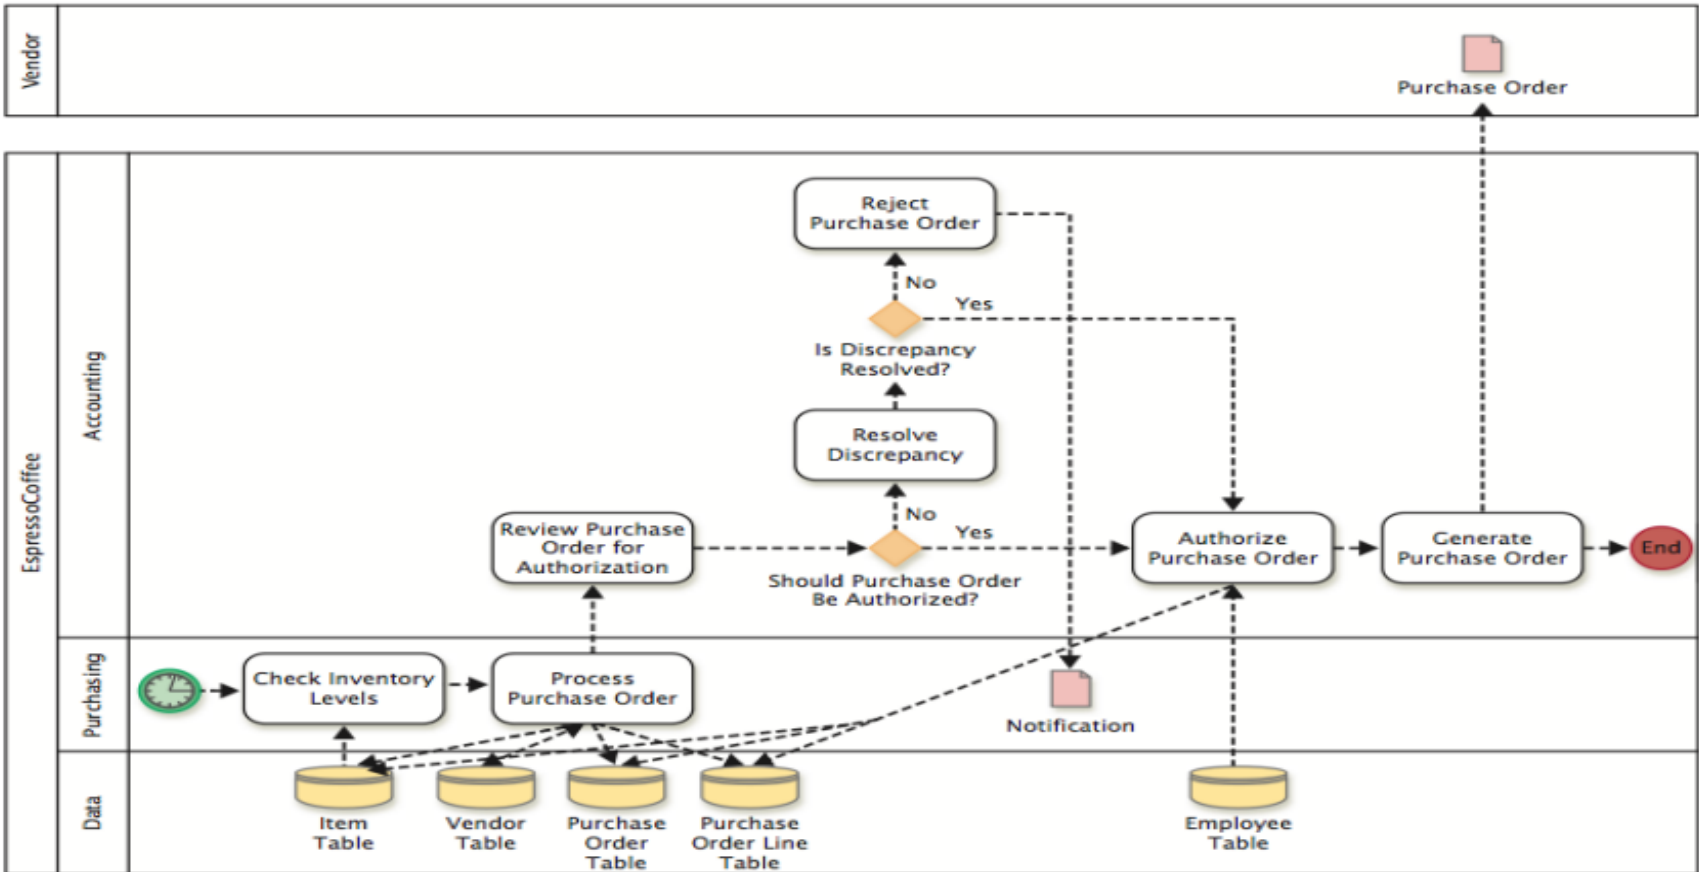 Vendor
Purchase Order
EspressoCoffee
Accounting
Reject
Purchase Order
No
Yes
Is Discrepancy
Resolved?
Resolve
Discrepancy
No
Yes
Review Purchase
Order for
Authorization
Should Purchase Order
Be Authorized?
Authorize
Purchase Order
Generate
Purchase Order
End
Purchasing
Check Inventory
Levels
Process
Purchase Order
Notification
Data
Item
Table
Vendor
Table
Purchase
Order
Table
Purchase
Order Line
Table
Employee
Table